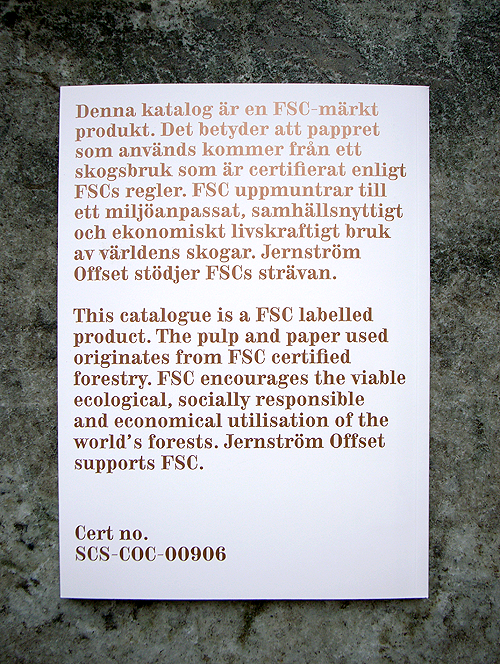 Denna katalog är en FSC-märkt
produkt. Det betyder att pappret
som används kommer från ett
skogsbruk som är certifierat enligt
FSCs regler. FSC uppmuntrar till
ett miljöanpassat, samhällsnyttigt
och ekonomiskt livskraftigt bruk
av världens skogar. Jernström
Offset stödjer FSCs strävan.
This catalogue is a FSC labelled
product. The pulp and paper used
originates from FSC certified
forestry. FSC encourages the viable
ecological, socially responsible
and economical utilisation of the
world's forests. Jernström Offset
supports FSC.
Cert no.
SCS-COC-00906